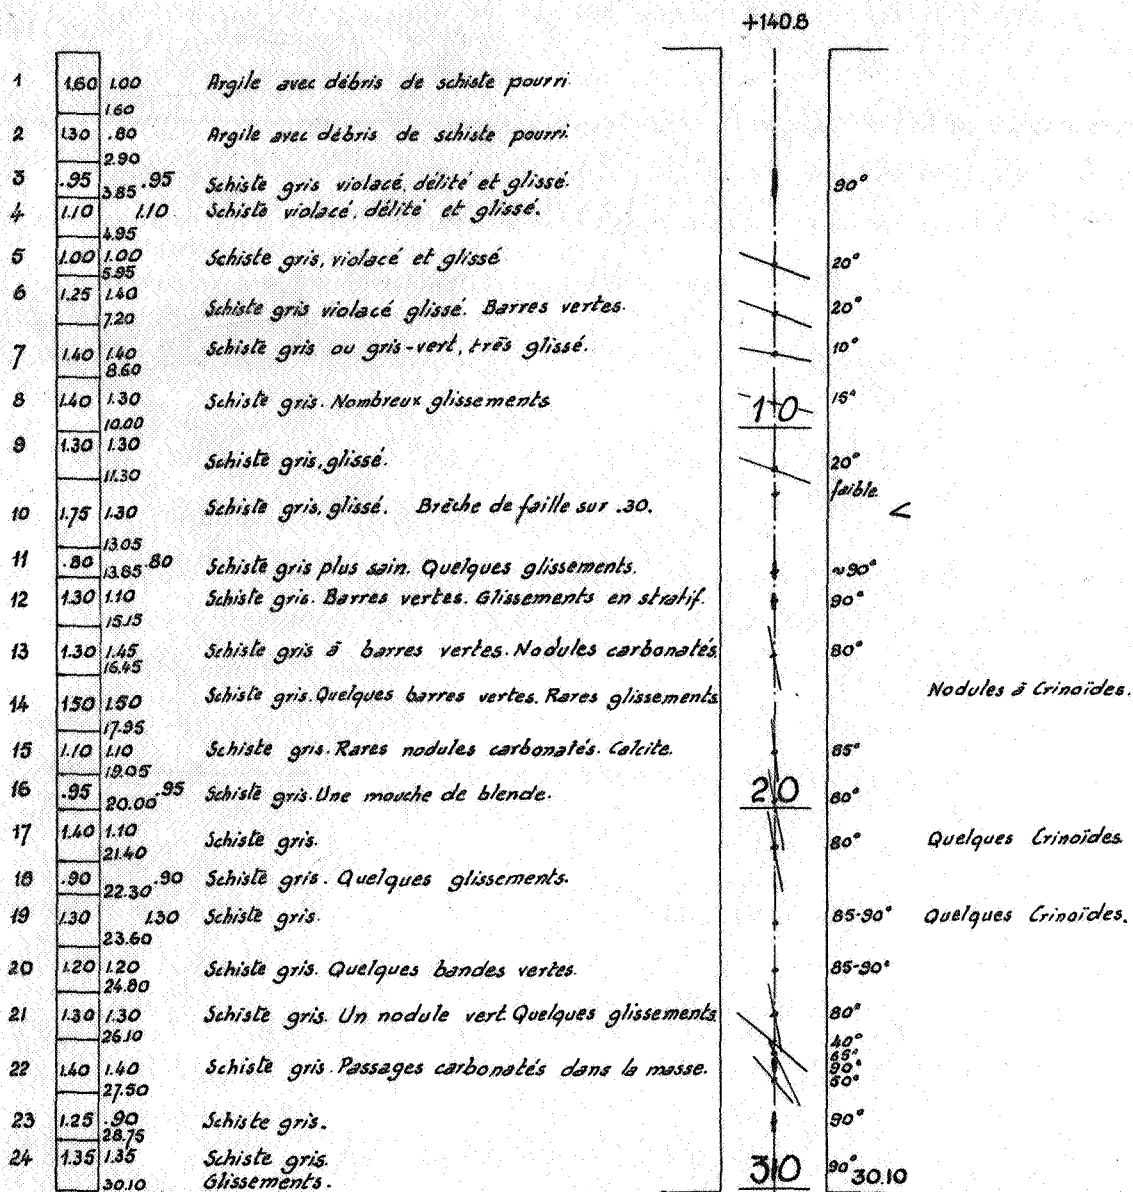 +140.8
1 1.60 1.00 Argile avec débris de schiste pourri
1.60
2 1.30 .80 Argile avec débris de schiste pourri.
2.90
3 .95 .95 Schiste gris violacé, délité et glissé. 90°
3.85
4 1.10 1.10 Schiste violacé, délité et glissé.
4.95
5 1.00 1.00 Schiste gris, violacé et glissé 20°
5.95
6 1.25 1.40 Schiste gris violacé glissé. Barres vertes. 20°
7.20
7 1.40 1.40 Schiste gris ou gris-vert, très glissé. 10°
8.60
8 1.40 1.30 Schiste gris. Nombreux glissements 10 15°
10.00
9 1.30 1.30 Schiste gris, glissé. 20°
11.30
faible.
10 1.75 1.30 Schiste gris, glissé. Brèche de faille sur .30. <
13.05
11 .80 .80 Schiste gris plus sain. Quelques glissements. ~90°
13.85
12 1.30 1.10 Schiste gris. Barres vertes. Glissements en stratif. 90°
15.15
13 1.30 1.45 Schiste gris à barres vertes. Nodules carbonatés 80°
16.45
14 1.50 1.50 Schiste gris. Quelques barres vertes. Rares glissements Nodules à Crinoïdes.
17.95
15 1.10 1.10 Schiste gris. Rares nodules carbonatés. Calcite. 85°
19.05
16 .95 .95 Schiste gris. Une mouche de blende. 20 80°
20.00
17 1.40 1.10 Schiste gris. 80° Quelques Crinoïdes.
21.40
18 .90 .90 Schiste gris. Quelques glissements.
22.30
19 1.30 1.30 Schiste gris. 85-90° Quelques Crinoïdes.
23.60
20 1.20 1.20 Schiste gris. Quelques bandes vertes. 85-90°
24.80
21 1.30 1.30 Schiste gris. Un nodule vert. Quelques glissements 80°
26.10
40°
65°
22 1.40 1.40 Schiste gris. Passages carbonatés dans la masse. 90°
27.50
23 1.25 .90 Schiste gris. 90°
28.75
24 1.35 1.35 Schiste gris. 30 90° 30.10
30.10 Glissements.